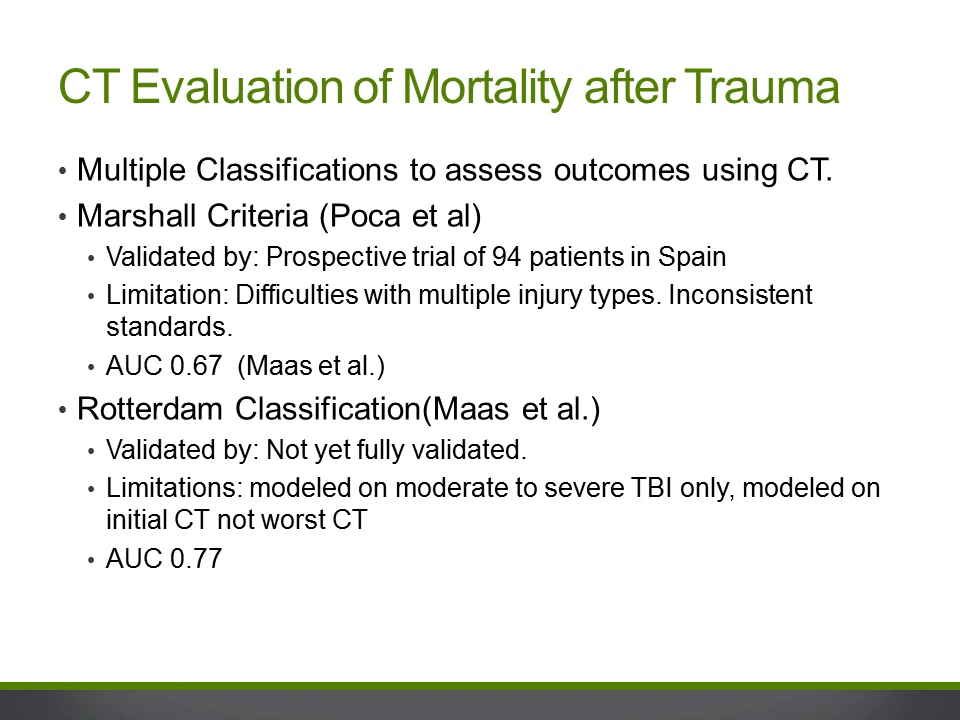 CT Evaluation of Mortality after Trauma
• Multiple Classifications to assess outcomes using CT.
• Marshall Criteria (Poca et al)
• Validated by: Prospective trial of 94 patients in Spain
• Limitation: Difficulties with multiple injury types. Inconsistent
standards.
• AUC 0.67  (Maas et al.)
• Rotterdam Classification(Maas et al.)
• Validated by: Not yet fully validated.
• Limitations: modeled on moderate to severe TBI only, modeled on
initial CT not worst CT
• AUC 0.77